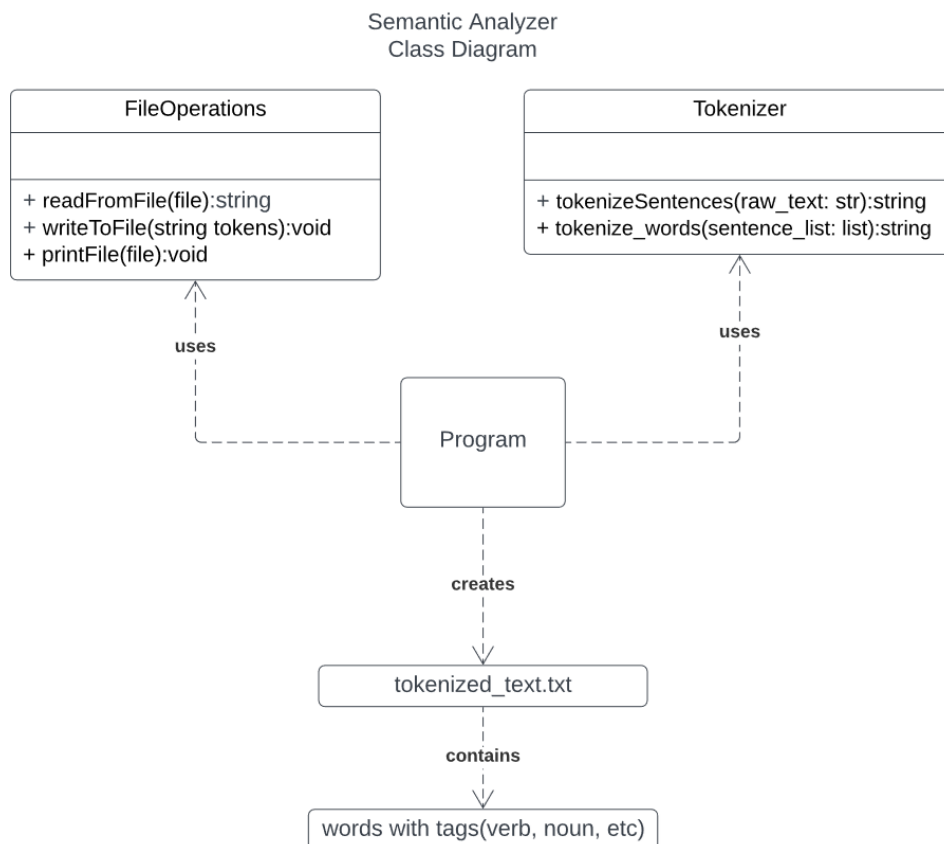 Semantic Analyzer
Class Diagram
FileOperations
+ readFromFile(file):string
+ writeToFile(string tokens):void
+ printFile(file):void
Tokenizer
+ tokenizeSentences(raw_text: str):string
+ tokenize_words(sentence_list: list):string
uses
uses
Program
creates
tokenized_text.txt
contains
words with tags(verb, noun, etc)